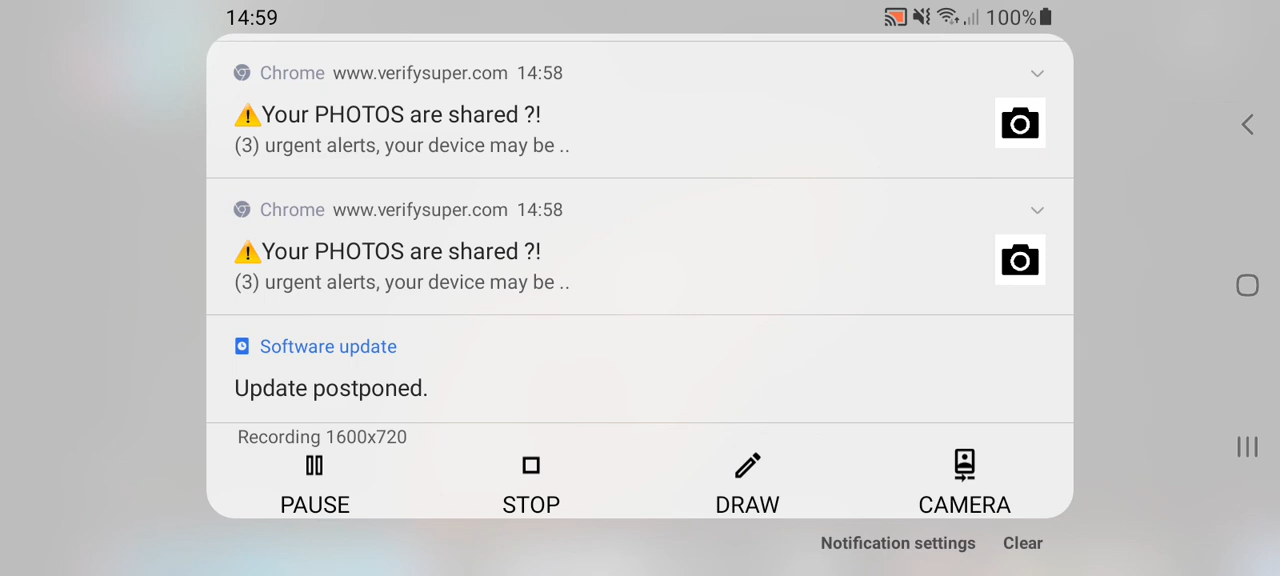 14:59 100%
Chrome www.verifysuper.com 14:58
⚠️Your PHOTOS are shared ?!
(3) urgent alerts, your device may be ..
Chrome www.verifysuper.com 14:58
⚠️Your PHOTOS are shared ?!
(3) urgent alerts, your device may be ..
Software update
Update postponed.
Recording 1600x720
PAUSE STOP DRAW CAMERA
Notification settings Clear